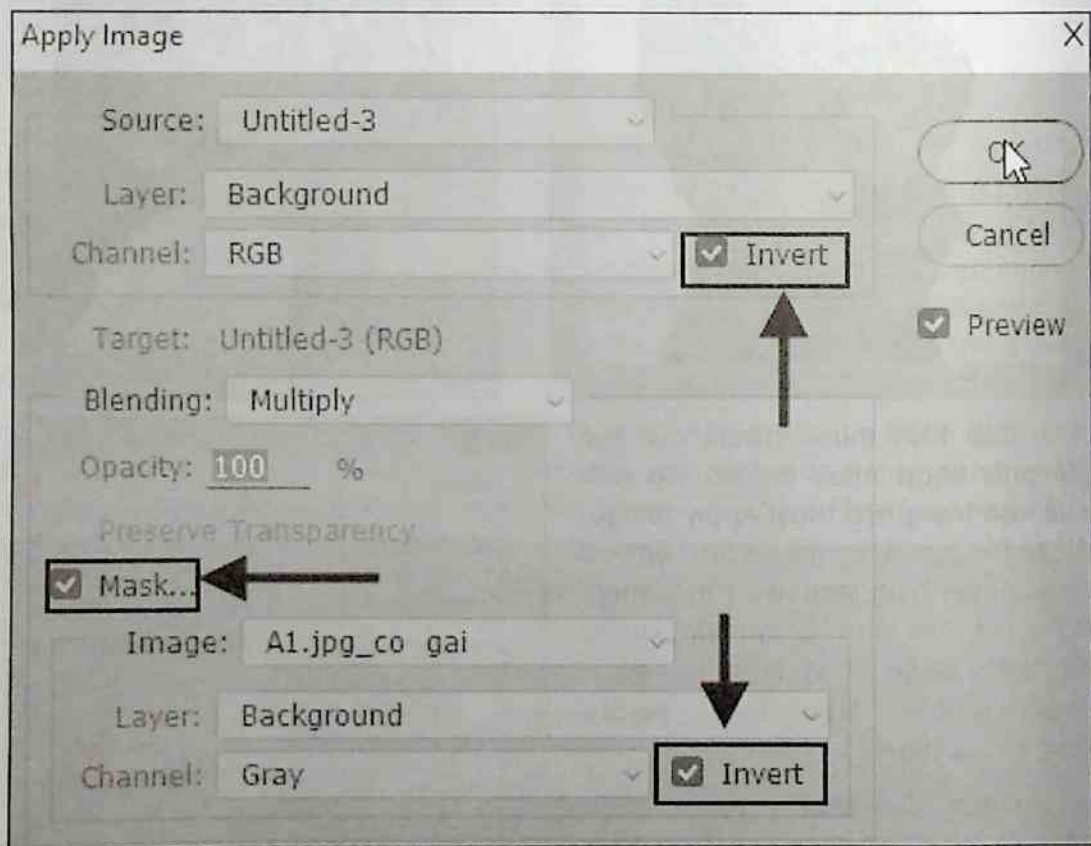 Apply Image X
Source: Untitled-3
OK
Layer: Background
Channel: RGB Invert
Cancel
Target: Untitled-3 (RGB)
Preview
Blending: Multiply
Opacity: 100 %
Preserve Transparency
Mask...
Image: A1.jpg_co gai
Layer: Background
Channel: Gray Invert